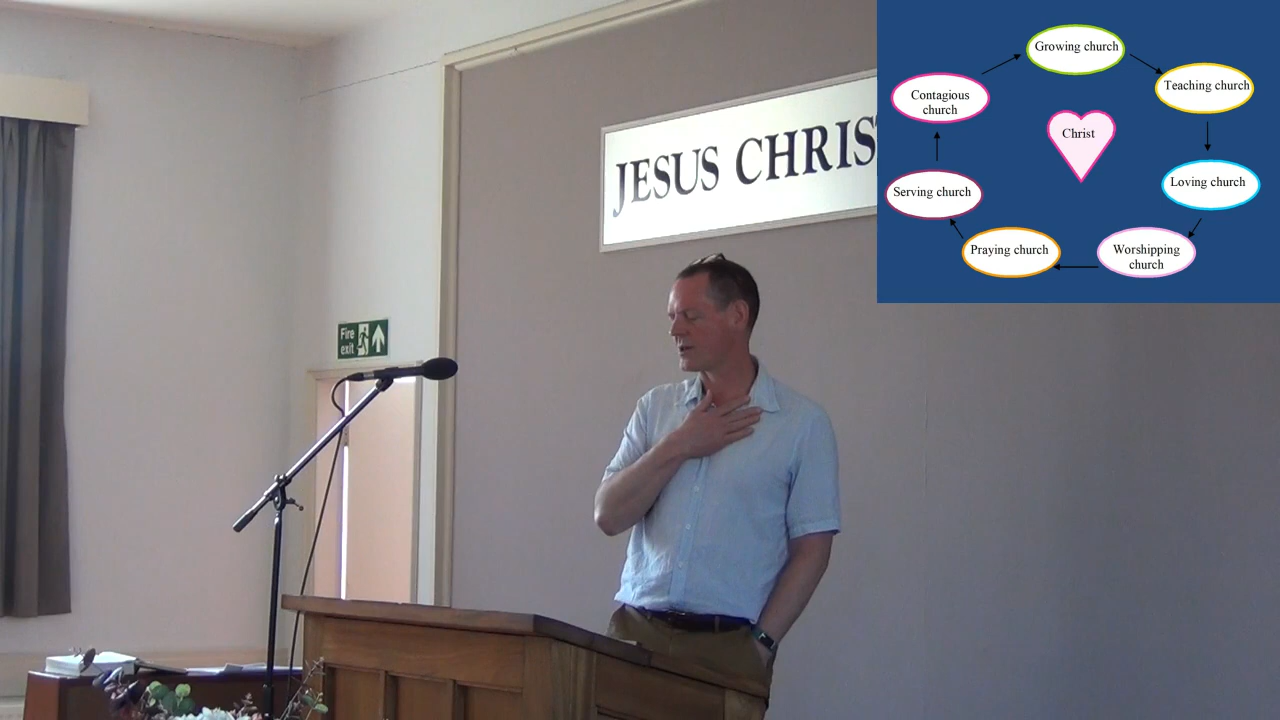 Growing church
Teaching church
Contagious
church
Christ
Loving church
Serving church
Praying church
Worshipping
church
JESUS CHRIS
Fire
exit